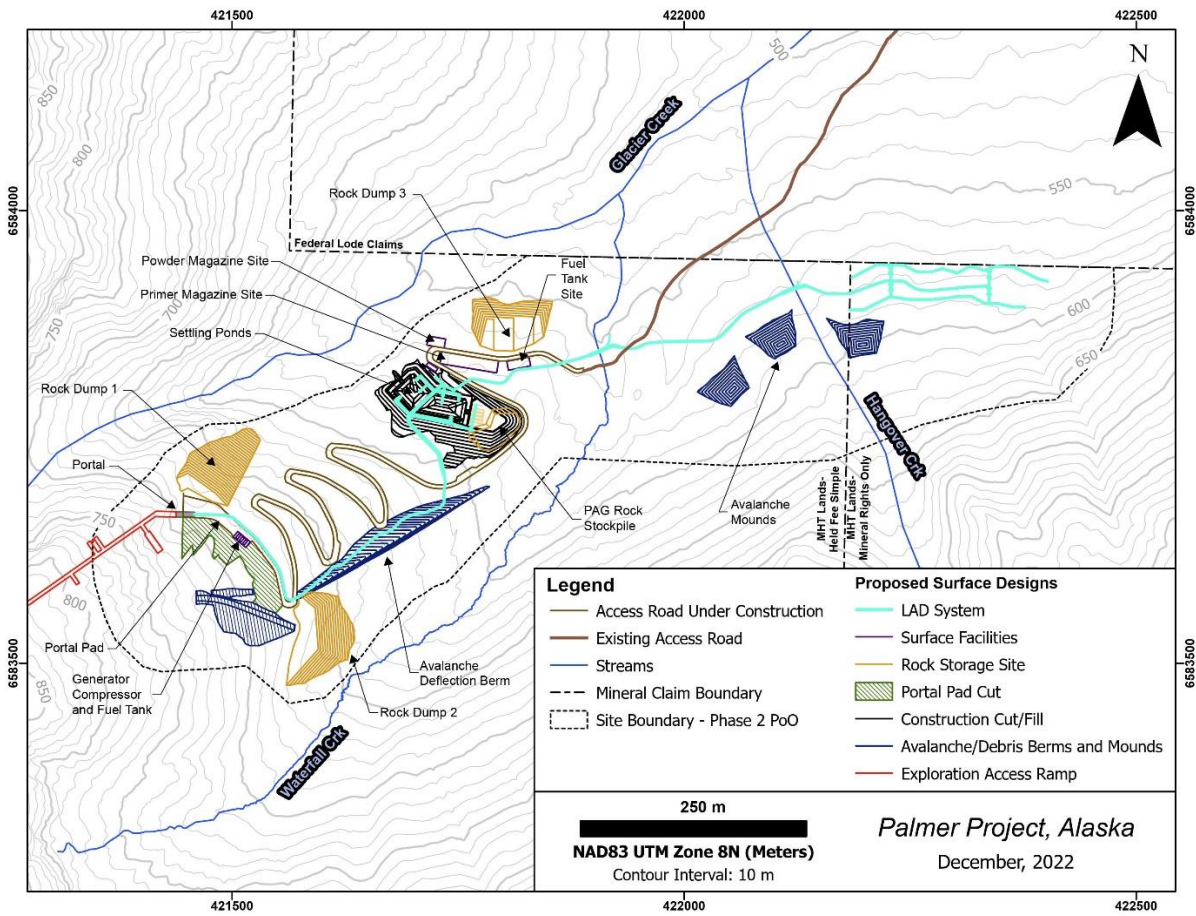 421500
422000
422500
850
800
500
N
Glacier Creek
Rock Dump 3
550
6584000
6584000
Federal Lode Claims
Powder Magazine Site
Fuel
Tank
Site
Primer Magazine Site
700
750
Settling Ponds
600
650
Rock Dump 1
Hangover Crk
Portal
PAG Rock
Stockpile
Avalanche
Mounds
MHT Lands-
Held Fee Simple
MHT Lands-
Mineral Rights Only
750
800
Portal Pad
Generator
Compressor
and Fuel Tank
Avalanche
Deflection Berm
Rock Dump 2
850
6583500
6583500
Waterfall Crk
Legend
Access Road Under Construction
Existing Access Road
Streams
Mineral Claim Boundary
Site Boundary - Phase 2 PoO
Proposed Surface Designs
LAD System
Surface Facilities
Rock Storage Site
Portal Pad Cut
Construction Cut/Fill
Avalanche/Debris Berms and Mounds
Exploration Access Ramp
250 m
NAD83 UTM Zone 8N (Meters)
Contour Interval: 10 m
Palmer Project, Alaska
December, 2022
421500
422000
422500